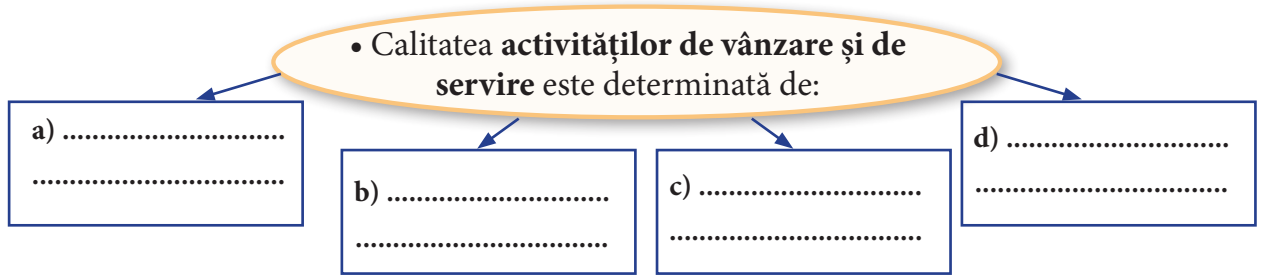 • Calitatea activităților de vânzare și de
servire este determinată de:
a) ..............................
..................................
b) ..............................
..................................
c) ..............................
..................................
d) ..............................
..................................